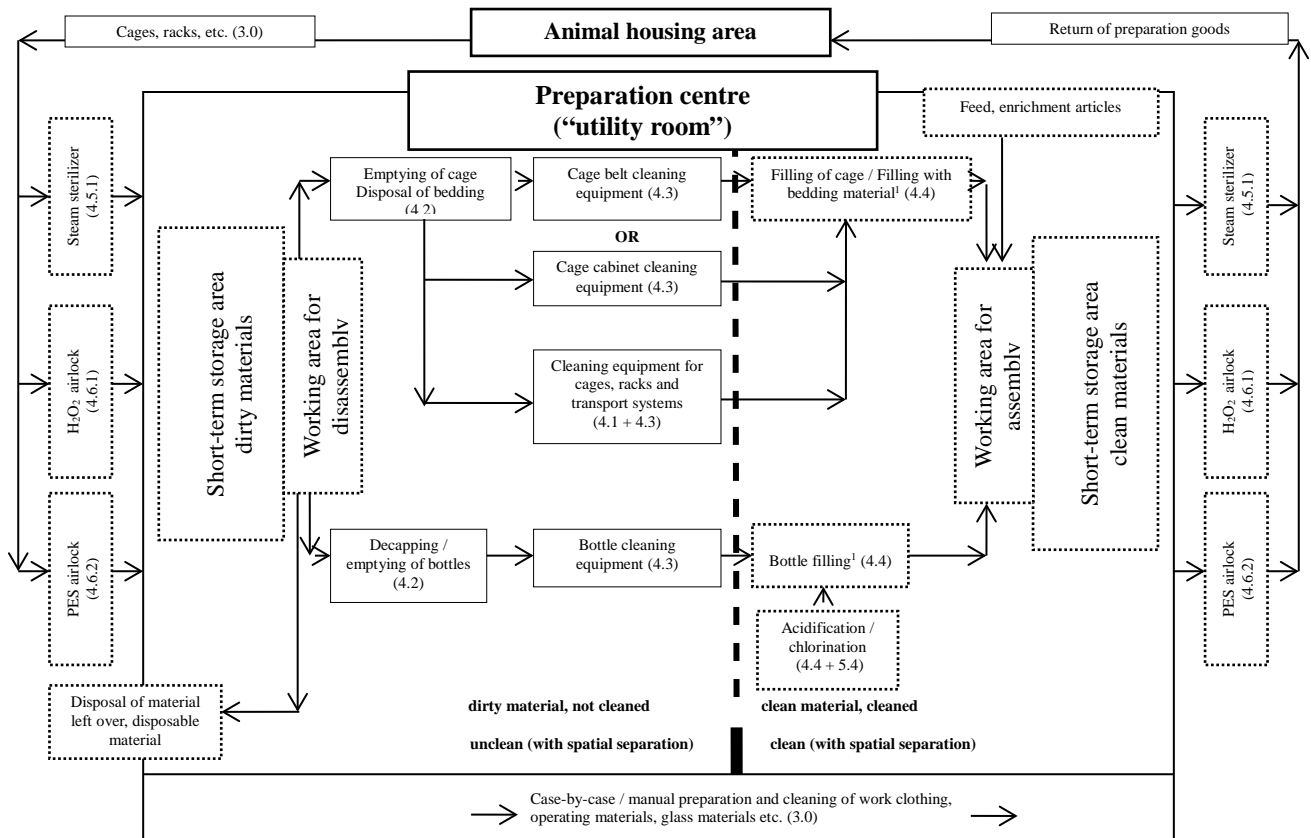 Cages, racks, etc. (3.0)
Animal housing area
Return of preparation goods
Preparation centre
(“utility room”)
Feed, enrichment articles
Steam sterilizer
(4.5.1)
H₂O₂ airlock
(4.6.1)
PES airlock
(4.6.2)
Short-term storage area
dirty materials
Working area for
disassembly
Emptying of cage
Disposal of bedding
(4.2)
Cage belt cleaning
equipment (4.3)
OR
Cage cabinet cleaning
equipment (4.3)
Cleaning equipment for
cages, racks and
transport systems
(4.1 + 4.3)
Filling of cage / Filling with
bedding material¹ (4.4)
Decapping /
emptying of bottles
(4.2)
Bottle cleaning
equipment (4.3)
Bottle filling¹ (4.4)
Acidification /
chlorination
(4.4 + 5.4)
Working area for
assembly
Short-term storage area
clean materials
Steam sterilizer
(4.5.1)
H₂O₂ airlock
(4.6.1)
PES airlock
(4.6.2)
Disposal of material
left over, disposable
material
dirty material, not cleaned
clean material, cleaned
unclean (with spatial separation)
clean (with spatial separation)
Case-by-case / manual preparation and cleaning of work clothing,
operating materials, glass materials etc. (3.0)